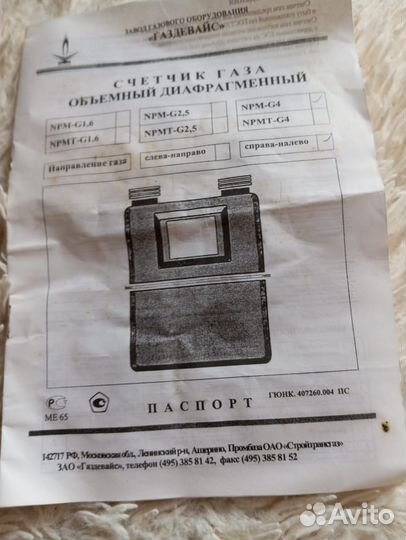 ЗАВОД ГАЗОВОГО ОБОРУДОВАНИЯ
"ГАЗДЕВАЙС"
СЧЕТЧИК ГАЗА
ОБЪЕМНЫЙ ДИАФРАГМЕННЫЙ
NPM-G1,6 NPM-G2,5 NPM-G4
NPMT-G1,6 NPMT-G2,5 NPMT-G4
Направление газа слева-направо справа-налево
РСТ
МЕ 65
ГЮНК. 407260.004 ПС
ПАСПОРТ
142717 РФ, Московская обл., Ленинский р-н, Апарино, Промбаза ОАО «Стройтрансгаз»
ЗАО «Газдевайс», телефон (495) 385 81 42, факс (495) 385 81 52
Avito